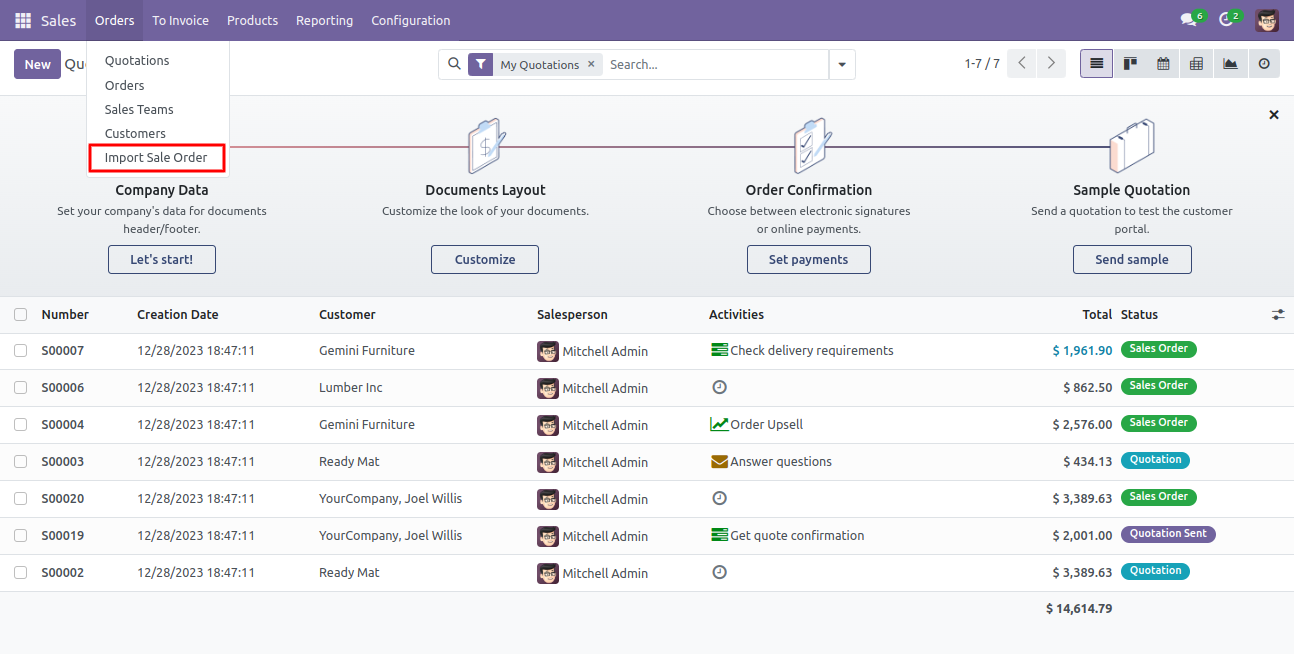 Sales Orders To Invoice Products Reporting Configuration 6 2
New Quo My Quotations × Search... 1-7 / 7
Quotations
Orders
Sales Teams
Customers
Import Sale Order
Company Data
Set your company's data for documents
header/footer.
Let's start!
Documents Layout
Customize the look of your documents.
Customize
Order Confirmation
Choose between electronic signatures
or online payments.
Set payments
Sample Quotation
Send a quotation to test the customer
portal.
Send sample
Number Creation Date Customer Salesperson Activities Total Status
S00007 12/28/2023 18:47:11 Gemini Furniture Mitchell Admin Check delivery requirements $ 1,961.90 Sales Order
S00006 12/28/2023 18:47:11 Lumber Inc Mitchell Admin $ 862.50 Sales Order
S00004 12/28/2023 18:47:11 Gemini Furniture Mitchell Admin Order Upsell $ 2,576.00 Sales Order
S00003 12/28/2023 18:47:11 Ready Mat Mitchell Admin Answer questions $ 434.13 Quotation
S00020 12/28/2023 18:47:11 YourCompany, Joel Willis Mitchell Admin $ 3,389.63 Sales Order
S00019 12/28/2023 18:47:11 YourCompany, Joel Willis Mitchell Admin Get quote confirmation $ 2,001.00 Quotation Sent
S00002 12/28/2023 18:47:11 Ready Mat Mitchell Admin $ 3,389.63 Quotation
$ 14,614.79